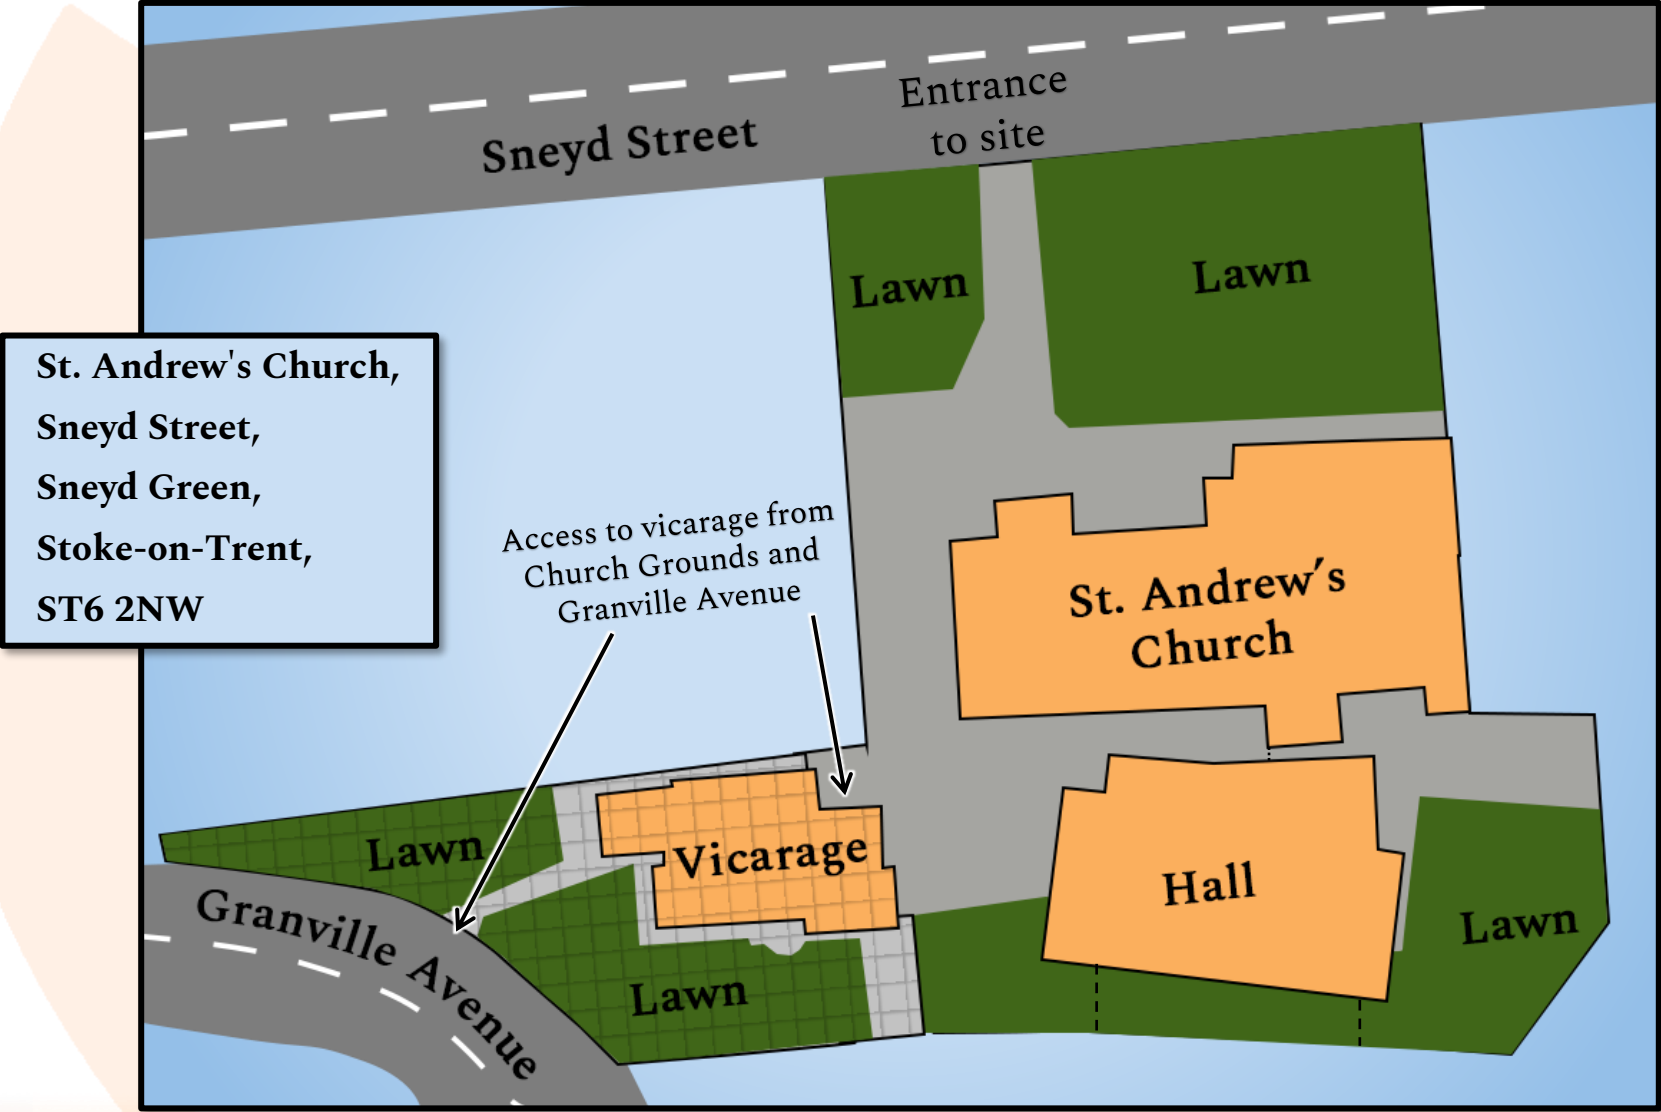 Entrance
to site
Sneyd Street
Lawn
Lawn
St. Andrew's Church,
Sneyd Street,
Sneyd Green,
Stoke-on-Trent,
ST6 2NW
Access to vicarage from
Church Grounds and
Granville Avenue
St. Andrew's
Church
Lawn
Vicarage
Hall
Lawn
Granville Avenue
Lawn